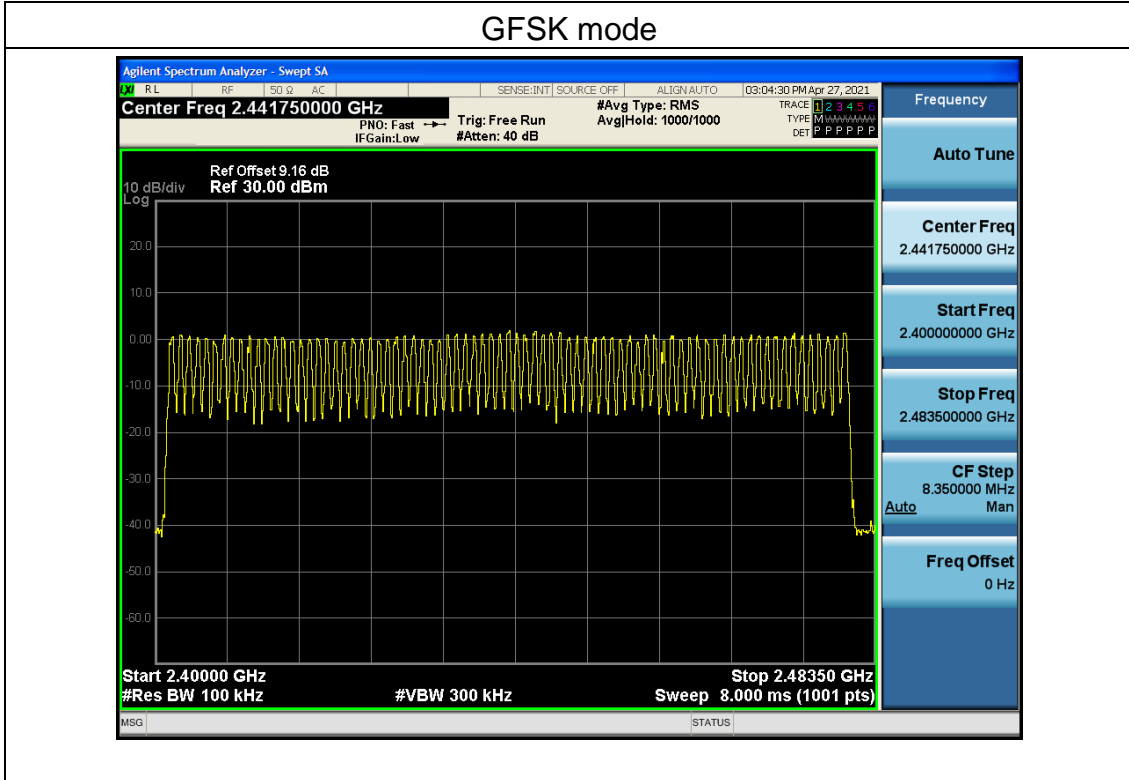 GFSK mode
Agilent Spectrum Analyzer - Swept SA
LXI RL RF 50 Ω AC SENSE:INT SOURCE OFF ALIGN AUTO 03:04:30 PM Apr 27, 2021
Center Freq 2.441750000 GHz
PNO: Fast
IFGain:Low
Trig: Free Run
#Atten: 40 dB
#Avg Type: RMS
Avg|Hold: 1000/1000
TRACE 1 2 3 4 5 6
TYPE M WWWWW
DET P P P P P P
Ref Offset 9.16 dB
10 dB/div Ref 30.00 dBm
Log
20.0
10.0
0.00
-10.0
-20.0
-30.0
-40.0
-50.0
-60.0
Start 2.40000 GHz Stop 2.48350 GHz
#Res BW 100 kHz #VBW 300 kHz Sweep 8.000 ms (1001 pts)
MSG STATUS
Frequency
Auto Tune
Center Freq
2.441750000 GHz
Start Freq
2.400000000 GHz
Stop Freq
2.483500000 GHz
CF Step
8.350000 MHz
Auto Man
Freq Offset
0 Hz